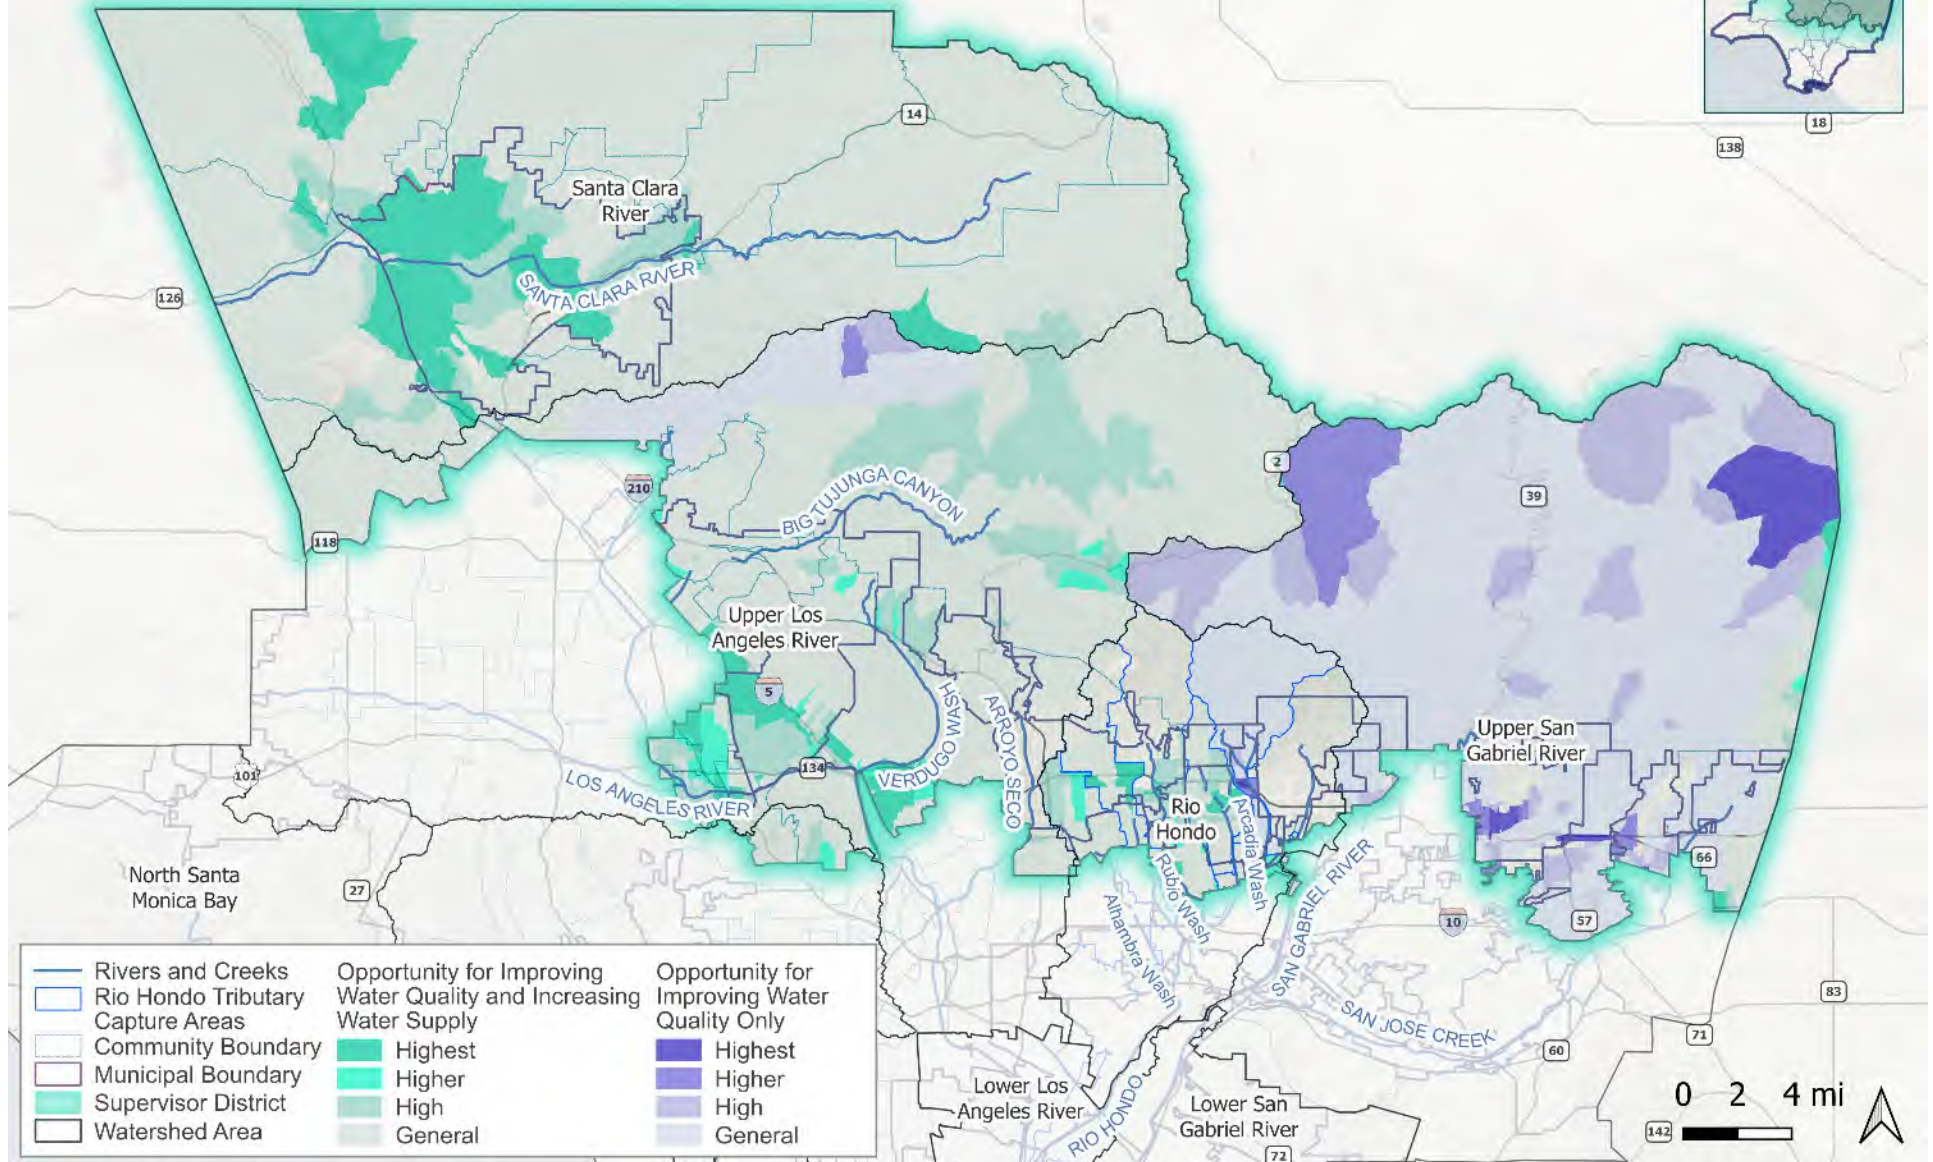 14
18
138
Santa Clara
River
SANTA CLARA RIVER
126
2
39
210
BIG TUJUNGA CANYON
118
Upper Los
Angeles River
5
VERDUGO WASH
ARROYO SECO
Upper San
Gabriel River
134
101
LOS ANGELES RIVER
Rio
Hondo
Arcadia Wash
Rubio Wash
Alhambra Wash
SAN GABRIEL RIVER
66
North Santa
Monica Bay
27
10
57
SAN JOSE CREEK
83
71
60
Lower Los
Angeles River
RIO HONDO
Lower San
Gabriel River
72
142
0 2 4 mi
Rivers and Creeks
Rio Hondo Tributary
Capture Areas
Community Boundary
Municipal Boundary
Supervisor District
Watershed Area
Opportunity for Improving
Water Quality and Increasing
Water Supply
Highest
Higher
High
General
Opportunity for
Improving Water
Quality Only
Highest
Higher
High
General